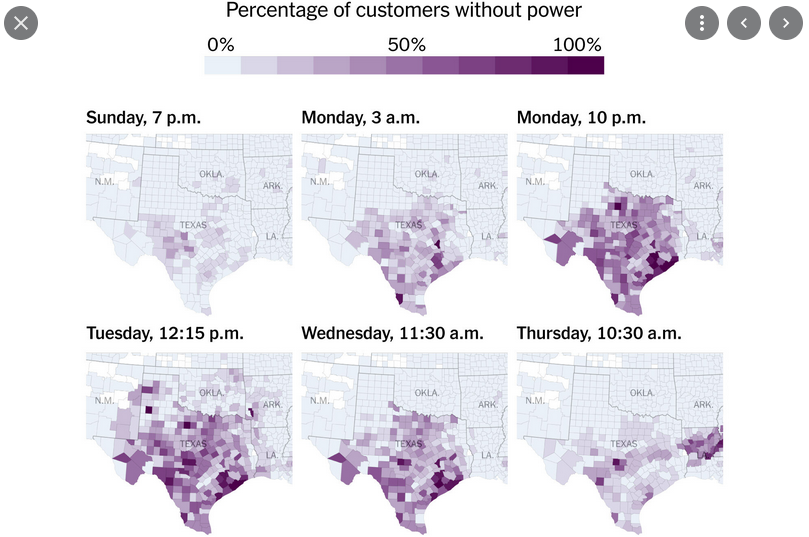 Percentage of customers without power
0% 50% 100%
Sunday, 7 p.m. Monday, 3 a.m. Monday, 10 p.m.
OKLA. OKLA. OKLA.
N.M. ARK. N.M. ARK. N.M. ARK.
TEXAS TEXAS TEXAS
LA. LA. LA.
Tuesday, 12:15 p.m. Wednesday, 11:30 a.m. Thursday, 10:30 a.m.
OKLA. OKLA. OKLA.
N.M. ARK. N.M. ARK. N.M. ARK.
TEXAS TEXAS TEXAS
LA. LA. LA.